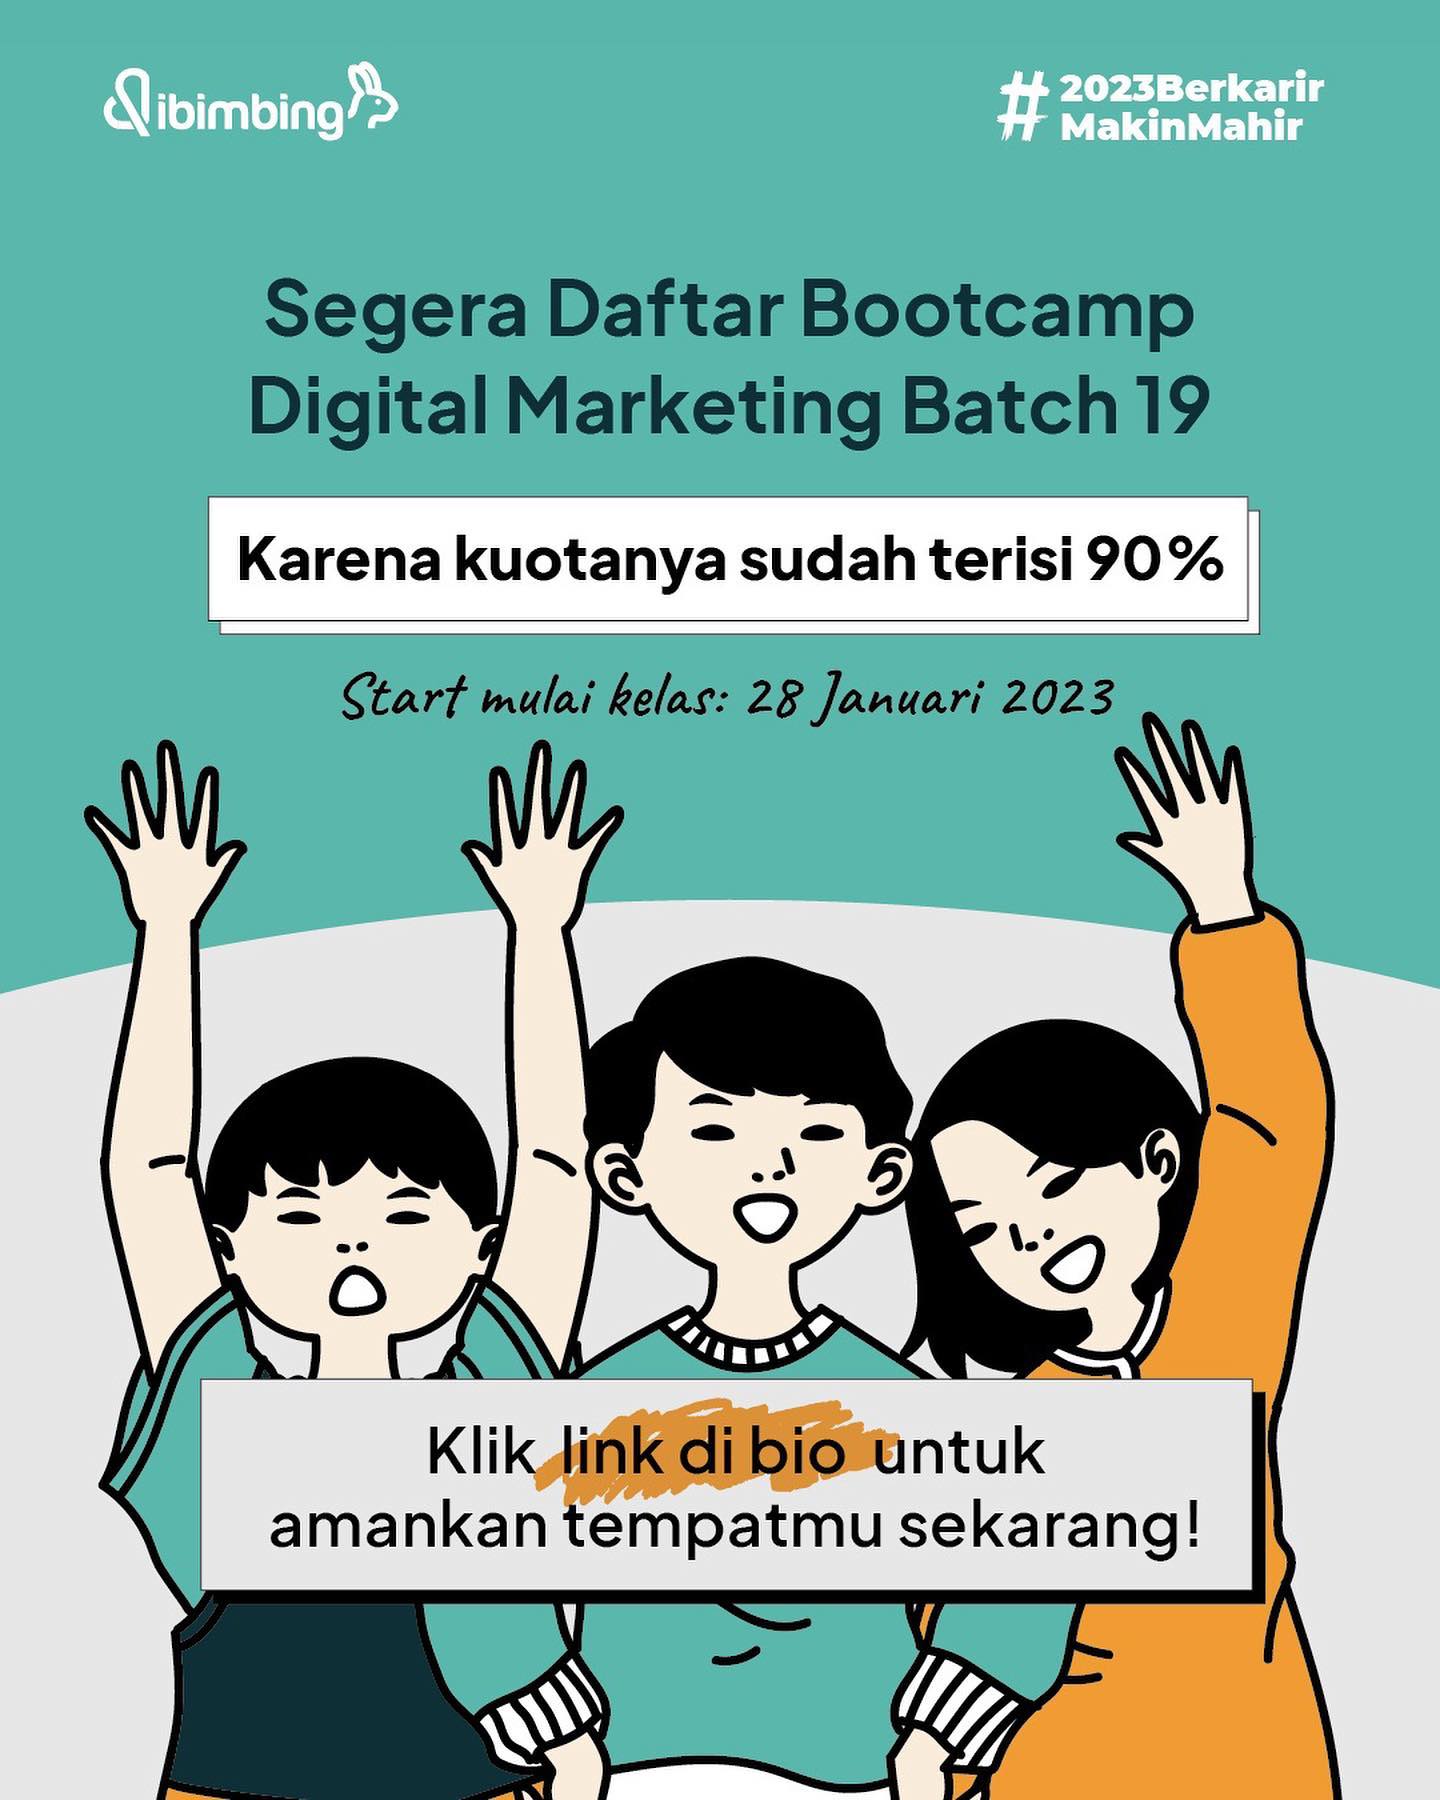 dibimbing
#2023Berkarir
MakinMahir
Segera Daftar Bootcamp
Digital Marketing Batch 19
Karena kuotanya sudah terisi 90%
Start mulai kelas: 28 Januari 2023
Klik link di bio untuk
amankan tempatmu sekarang!